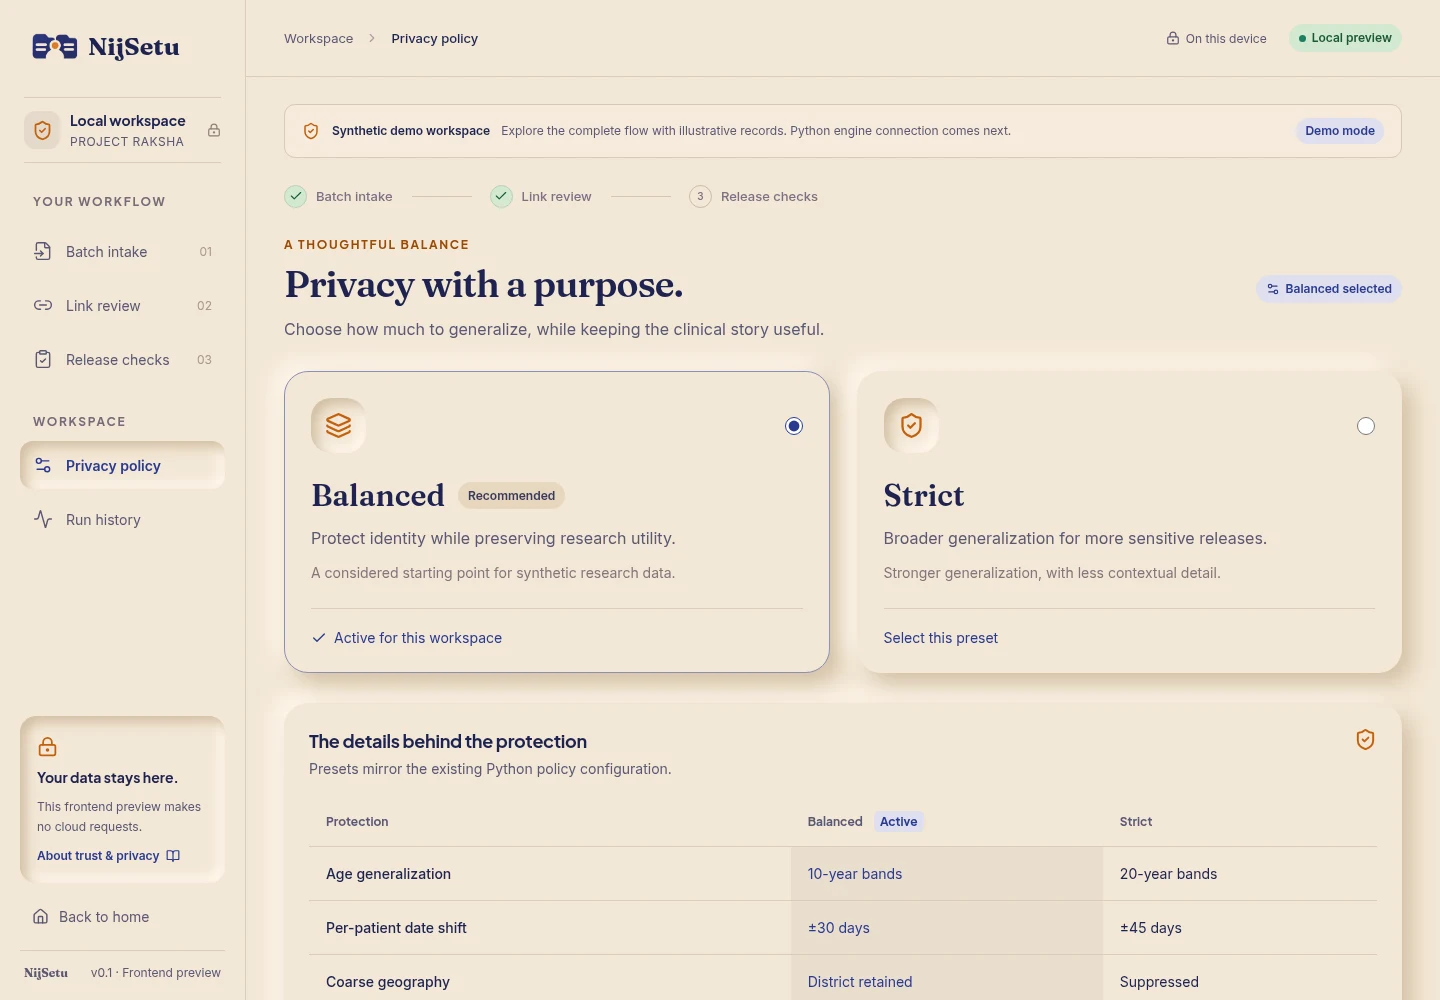 NijSetu
Local workspace
PROJECT RAKSHA
YOUR WORKFLOW
Batch intake 01
Link review 02
Release checks 03
WORKSPACE
Privacy policy
Run history
Your data stays here.
This frontend preview makes
no cloud requests.
About trust & privacy
Back to home
NijSetu v0.1 · Frontend preview
Workspace Privacy policy
On this device Local preview
Synthetic demo workspace Explore the complete flow with illustrative records. Python engine connection comes next. Demo mode
Batch intake Link review 3 Release checks
A THOUGHTFUL BALANCE
Privacy with a purpose.
Balanced selected
Choose how much to generalize, while keeping the clinical story useful.
Balanced Recommended
Protect identity while preserving research utility.
A considered starting point for synthetic research data.
Active for this workspace
Strict
Broader generalization for more sensitive releases.
Stronger generalization, with less contextual detail.
Select this preset
The details behind the protection
Presets mirror the existing Python policy configuration.
Protection Balanced Active Strict
Age generalization 10-year bands 20-year bands
Per-patient date shift ±30 days ±45 days
Coarse geography District retained Suppressed